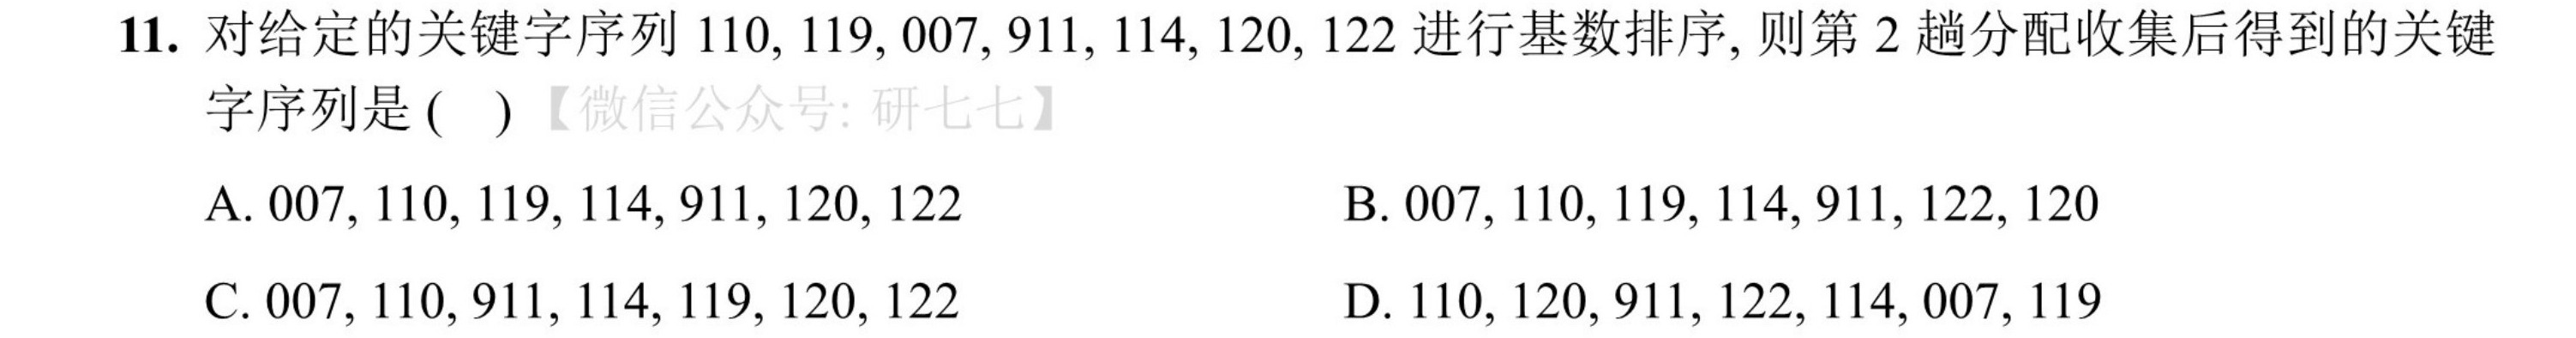 11. 对给定的关键字序列 110, 119, 007, 911, 114, 120, 122 进行基数排序, 则第 2 趟分配收集后得到的关键
字序列是 (   ) 【微信公众号: 研七七】
A. 007, 110, 119, 114, 911, 120, 122
B. 007, 110, 119, 114, 911, 122, 120
C. 007, 110, 911, 114, 119, 120, 122
D. 110, 120, 911, 122, 114, 007, 119